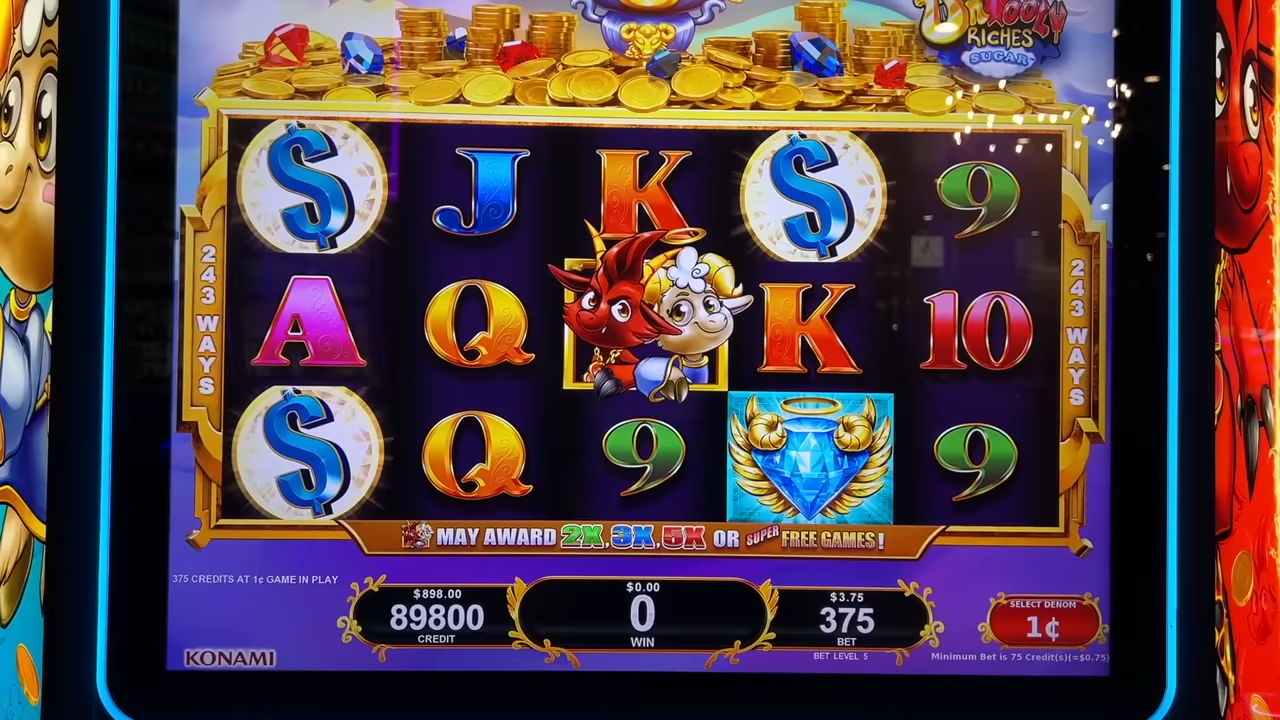 RICHES
SUGAR
$ J K $ 9
A Q K 10
$ Q 9 9
243 WAYS
243 WAYS
MAY AWARD 2X, 3X, 5X OR SUPER FREE GAMES!
375 CREDITS AT 1¢ GAME IN PLAY
$898.00
89800
CREDIT
$0.00
0
WIN
$3.75
375
BET
BET LEVEL 5
SELECT DENOM
1¢
KONAMI
Minimum Bet is 75 Credit(s)(=$0.75)